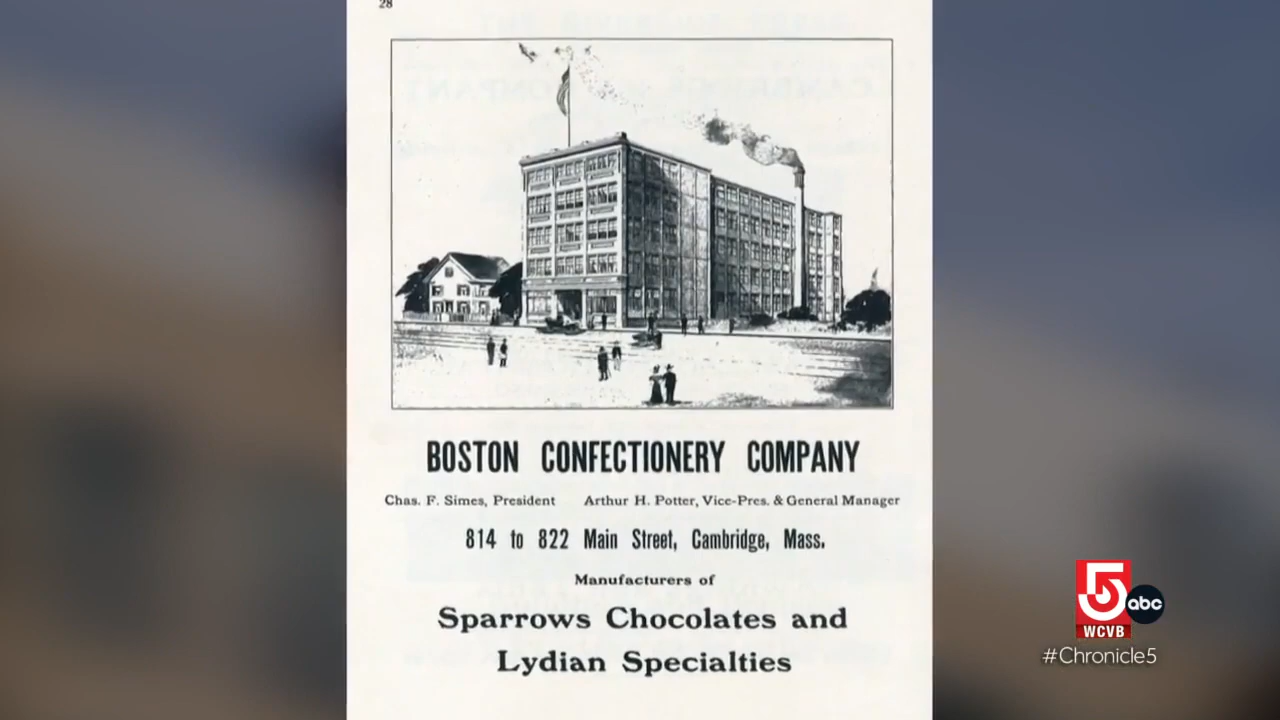 28
BOSTON CONFECTIONERY COMPANY
Chas. F. Simes, President Arthur H. Potter, Vice-Pres. & General Manager
814 to 822 Main Street, Cambridge, Mass.
Manufacturers of
Sparrows Chocolates and
Lydian Specialties
5
abc
WCVB
#Chronicle5